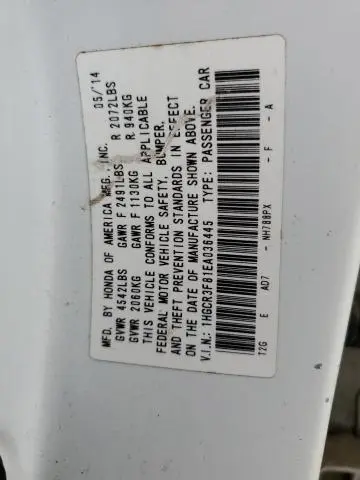 MFD. BY HONDA OF AMERICA MFG., INC. 05/'14
GVWR 4542LBS GAWR F 2491LBS R 2072LBS
GVWR 2060KG GAWR F 1130KG R 940KG
THIS VEHICLE CONFORMS TO ALL APPLICABLE
FEDERAL MOTOR VEHICLE SAFETY, BUMPER,
AND THEFT PREVENTION STANDARDS IN EFFECT
ON THE DATE OF MANUFACTURE SHOWN ABOVE.
V.I.N.: 1HGCR3F81EA036445 TYPE: PASSENGER CAR
T2G E AD7 - NH788PX - F - A